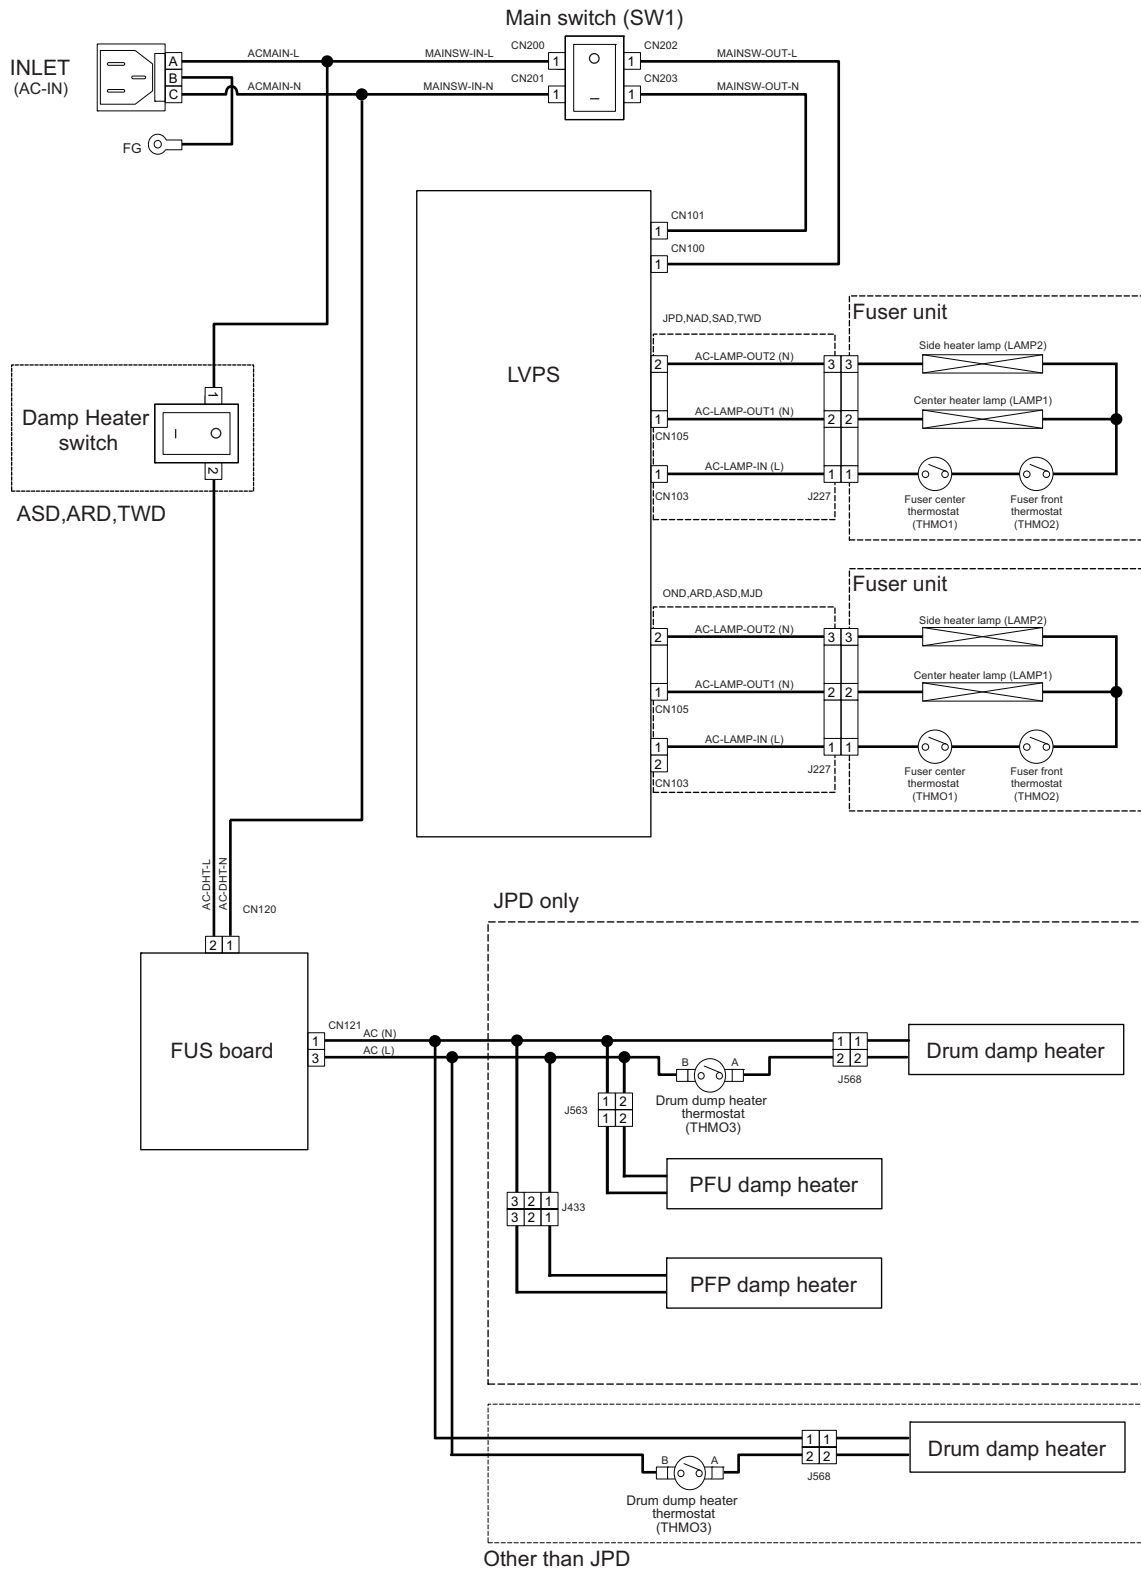 Main switch (SW1)
INLET
(AC-IN)
A
B
C
ACMAIN-L
MAINSW-IN-L
CN200
1
1
CN202
MAINSW-OUT-L
ACMAIN-N
MAINSW-IN-N
CN201
1
1
CN203
MAINSW-OUT-N
FG
LVPS
CN101
1
CN100
1
JPD,NAD,SAD,TWD
2
AC-LAMP-OUT2 (N)
3 3
1
AC-LAMP-OUT1 (N)
2 2
CN105
1
AC-LAMP-IN (L)
1 1
CN103
J227
Fuser unit
Side heater lamp (LAMP2)
Center heater lamp (LAMP1)
Fuser center
thermostat
(THMO1)
Fuser front
thermostat
(THMO2)
1
Damp Heater
switch
2
ASD,ARD,TWD
OND,ARD,ASD,MJD
2
AC-LAMP-OUT2 (N)
3 3
1
AC-LAMP-OUT1 (N)
2 2
CN105
1
AC-LAMP-IN (L)
1 1
2
CN103
J227
Fuser unit
Side heater lamp (LAMP2)
Center heater lamp (LAMP1)
Fuser center
thermostat
(THMO1)
Fuser front
thermostat
(THMO2)
AC-DHT-L
AC-DHT-N
CN120
2 1
FUS board
CN121
1
AC (N)
3
AC (L)
JPD only
B
A
Drum dump heater
thermostat
(THMO3)
1 1
2 2
J568
Drum damp heater
J563
1 2
1 2
PFU damp heater
3 2 1
3 2 1
J433
PFP damp heater
B
A
Drum dump heater
thermostat
(THMO3)
1 1
2 2
J568
Drum damp heater
Other than JPD